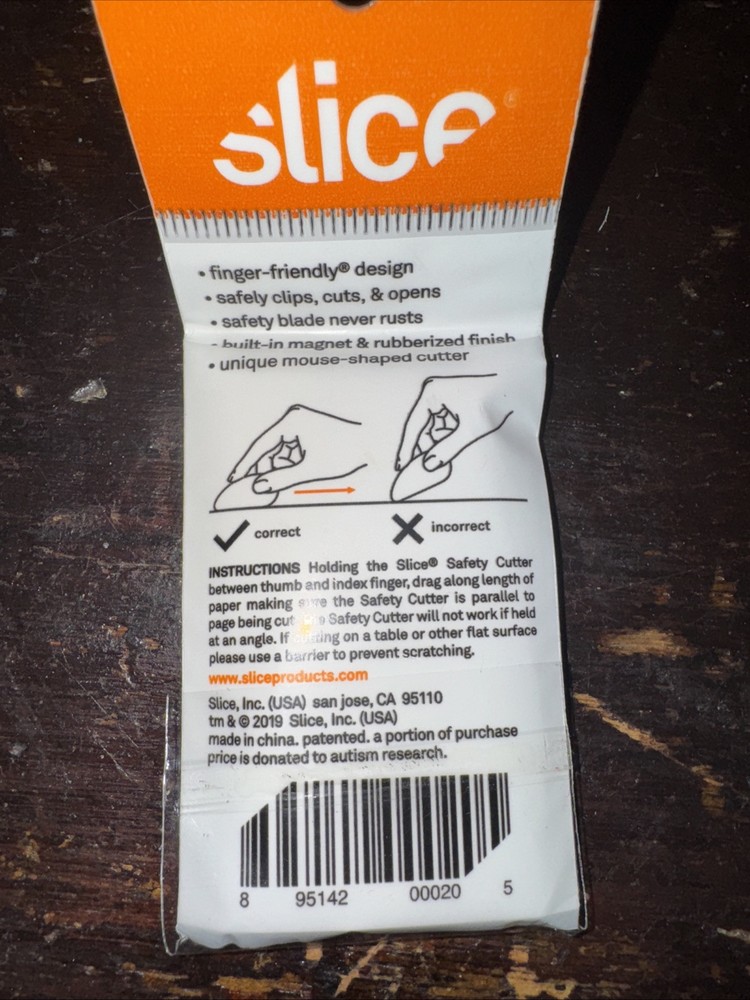 slice®
• finger-friendly® design
• safely clips, cuts, & opens
• safety blade never rusts
• built-in magnet & rubberized finish
• unique mouse-shaped cutter
correct
incorrect
INSTRUCTIONS Holding the Slice® Safety Cutter
between thumb and index finger, drag along length of
paper making sure the Safety Cutter is parallel to
page being cut. Safety Cutter will not work if held
at an angle. If cutting on a table or other flat surface
please use a barrier to prevent scratching.
www.sliceproducts.com
Slice, Inc. (USA) san jose, CA 95110
tm & © 2019 Slice, Inc. (USA)
made in china. patented. a portion of purchase
price is donated to autism research.
8 95142 00020 5